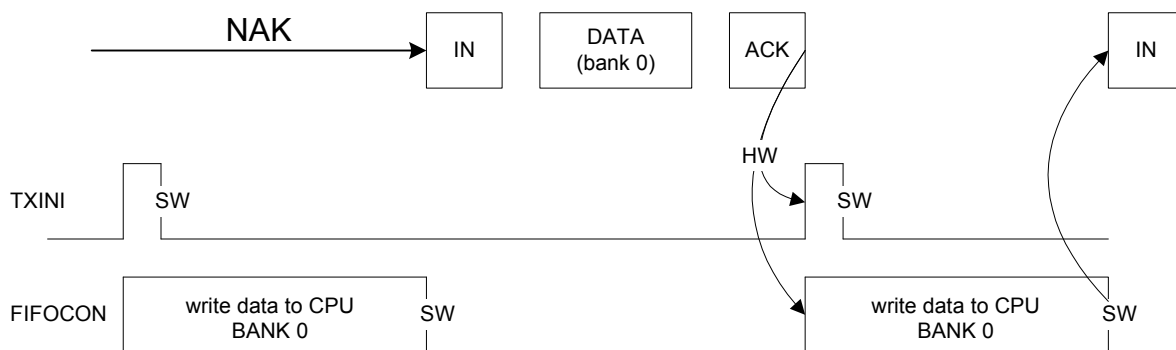 NAK
IN
DATA
(bank 0)
ACK
IN
HW
TXINI
SW
SW
FIFOCON
write data to CPU
BANK 0
SW
write data to CPU
BANK 0
SW